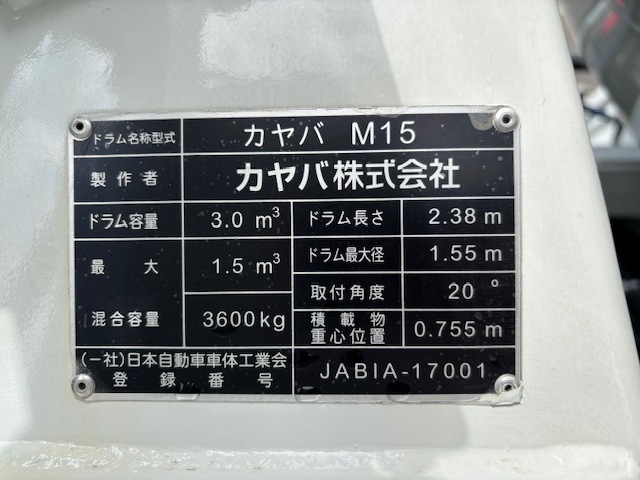 ドラム名称型式 カヤバ M15
製作者 カヤバ株式会社
ドラム容量 3.0 m³ ドラム長さ 2.38 m
最大 1.5 m³ ドラム最大径 1.55 m
取付角度 20°
混合容量 3600kg 積載物 0.755 m
重心位置
(一社)日本自動車車体工業会 JABIA-17001
登録番号